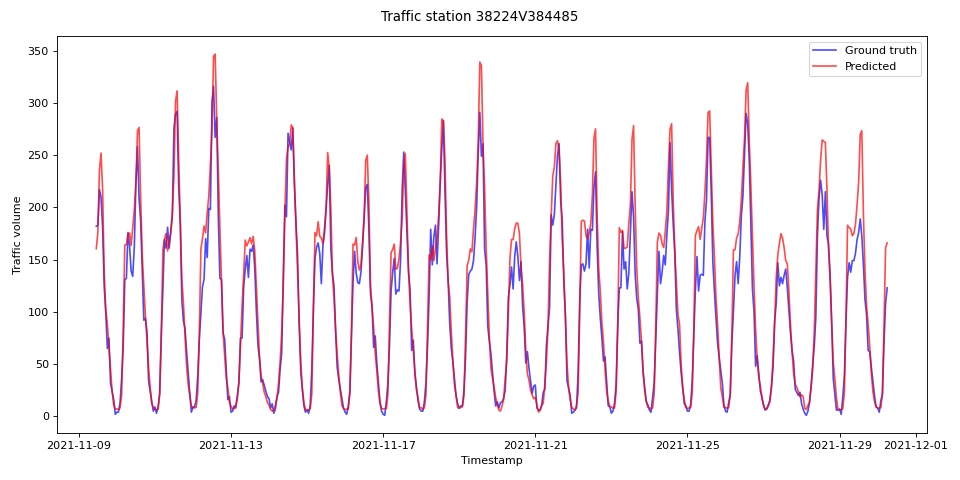 Traffic station 38224V384485
Ground truth
Predicted
Traffic volume
350
300
250
200
150
100
50
0
2021-11-09 2021-11-13 2021-11-17 2021-11-21 2021-11-25 2021-11-29 2021-12-01
Timestamp